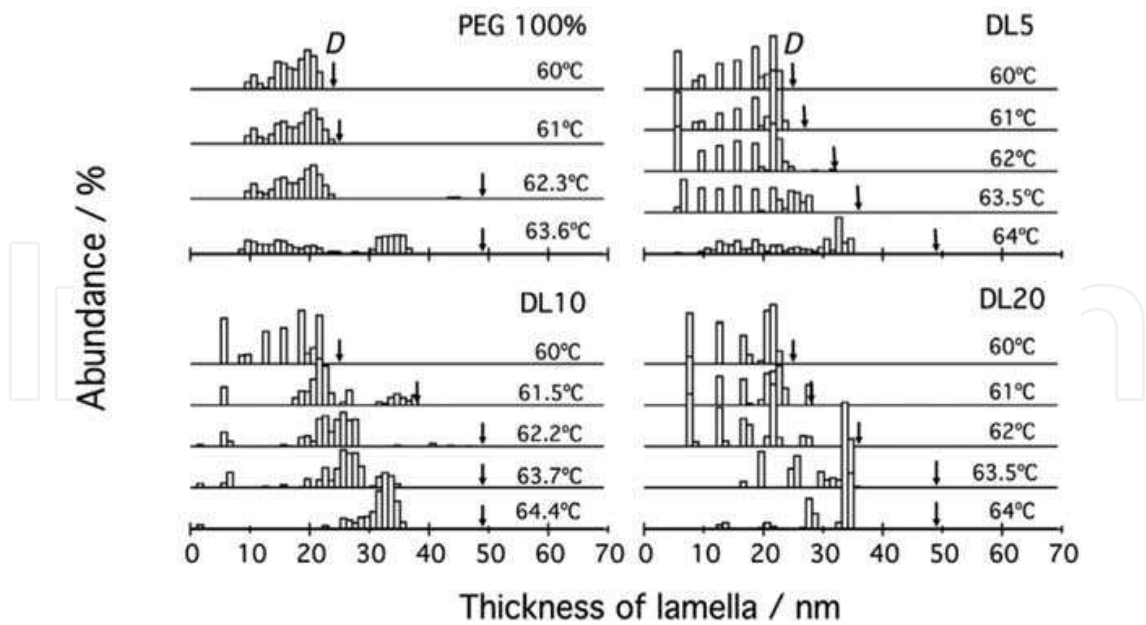 PEG 100%
D
60ºC
61ºC
62.3ºC
63.6ºC
DL5
D
60ºC
61ºC
62ºC
63.5ºC
64ºC
Abundance / %
DL10
60ºC
61.5ºC
62.2ºC
63.7ºC
64.4ºC
0 10 20 30 40 50 60 70
DL20
60ºC
61ºC
62ºC
63.5ºC
64ºC
0 10 20 30 40 50 60 70
Thickness of lamella / nm